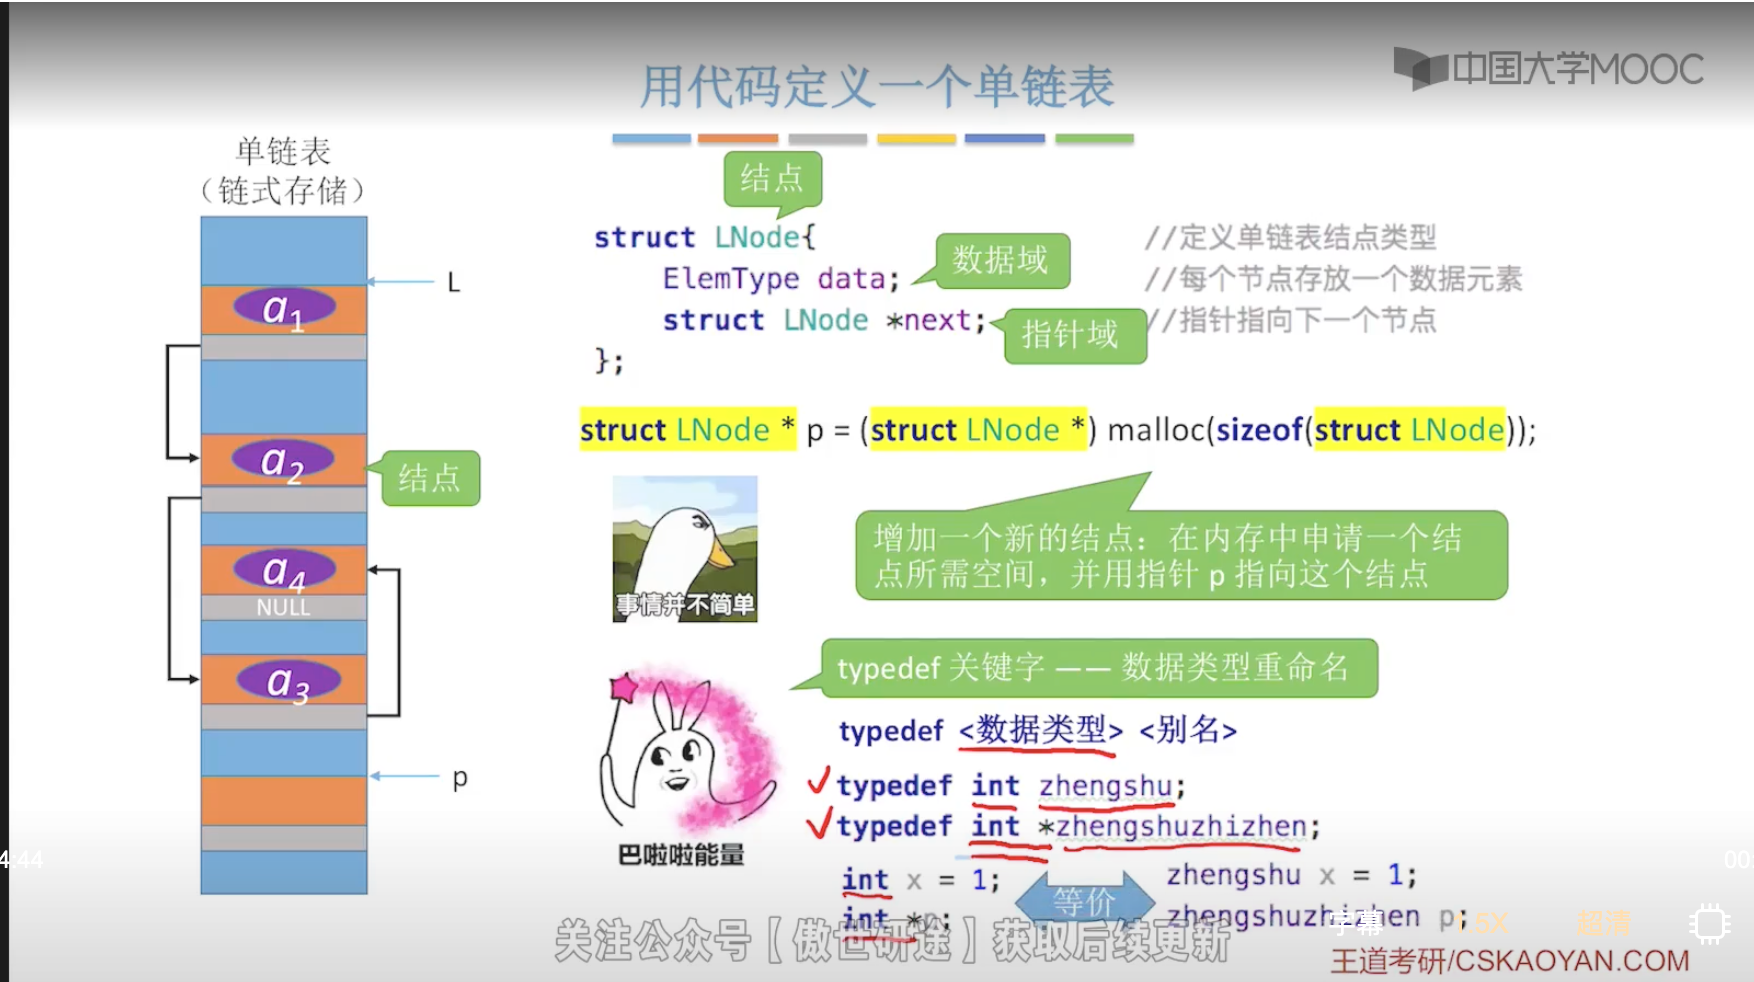 中国大学MOOC
用代码定义一个单链表
单链表
（链式存储）
L
a1
a2
结点
a4
NULL
a3
p
结点
struct LNode{ //定义单链表结点类型
数据域
ElemType data; //每个节点存放一个数据元素
struct LNode *next; //指针指向下一个节点
指针域
};
struct LNode * p = (struct LNode *) malloc(sizeof(struct LNode));
事情并不简单
增加一个新的结点：在内存中申请一个结
点所需空间，并用指针 p 指向这个结点
typedef 关键字 —— 数据类型重命名
巴啦啦能量
typedef <数据类型> <别名>
typedef int zhengshu;
typedef int *zhengshuzhizhen;
int x = 1;
int *p;
等价
zhengshu x = 1;
zhengshuzhizhen p;
4:44
00:
字幕
1.5X
超清
关注公众号【傲世研途】获取后续更新
王道考研/CSKAOYAN.COM